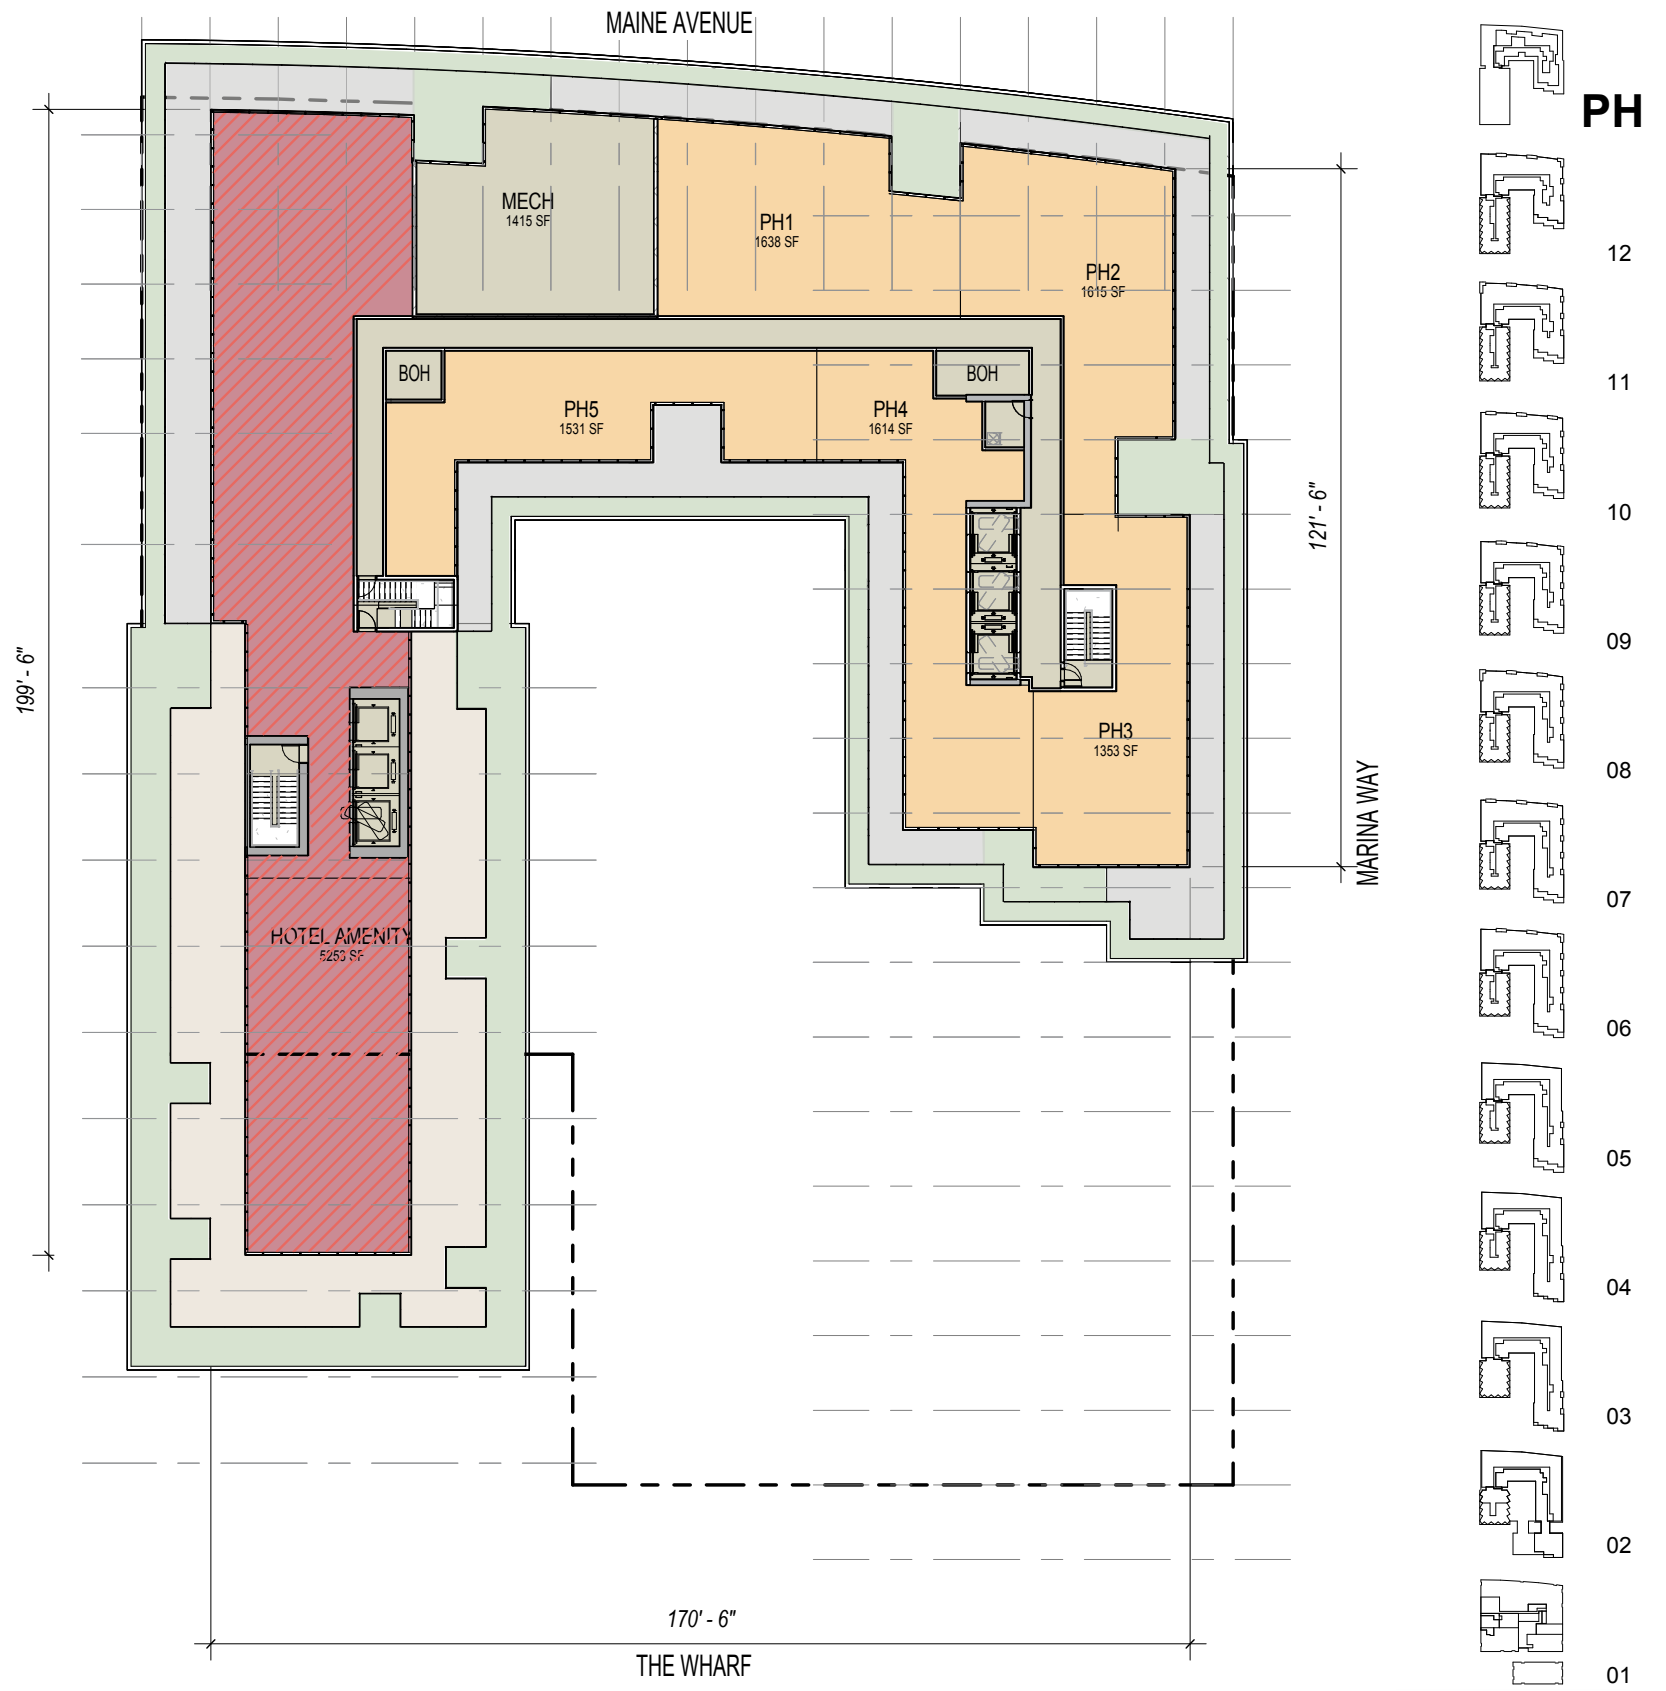 MAINE AVENUE
PH
MECH
1415 SF
PH1
1638 SF
PH2
1615 SF
12
11
BOH
BOH
PH5
1531 SF
PH4
1614 SF
10
121' - 6"
09
199' - 6"
PH3
1353 SF
08
MARINA WAY
07
HOTEL AMENITY
5253 SF
06
05
04
03
02
170' - 6"
THE WHARF
01